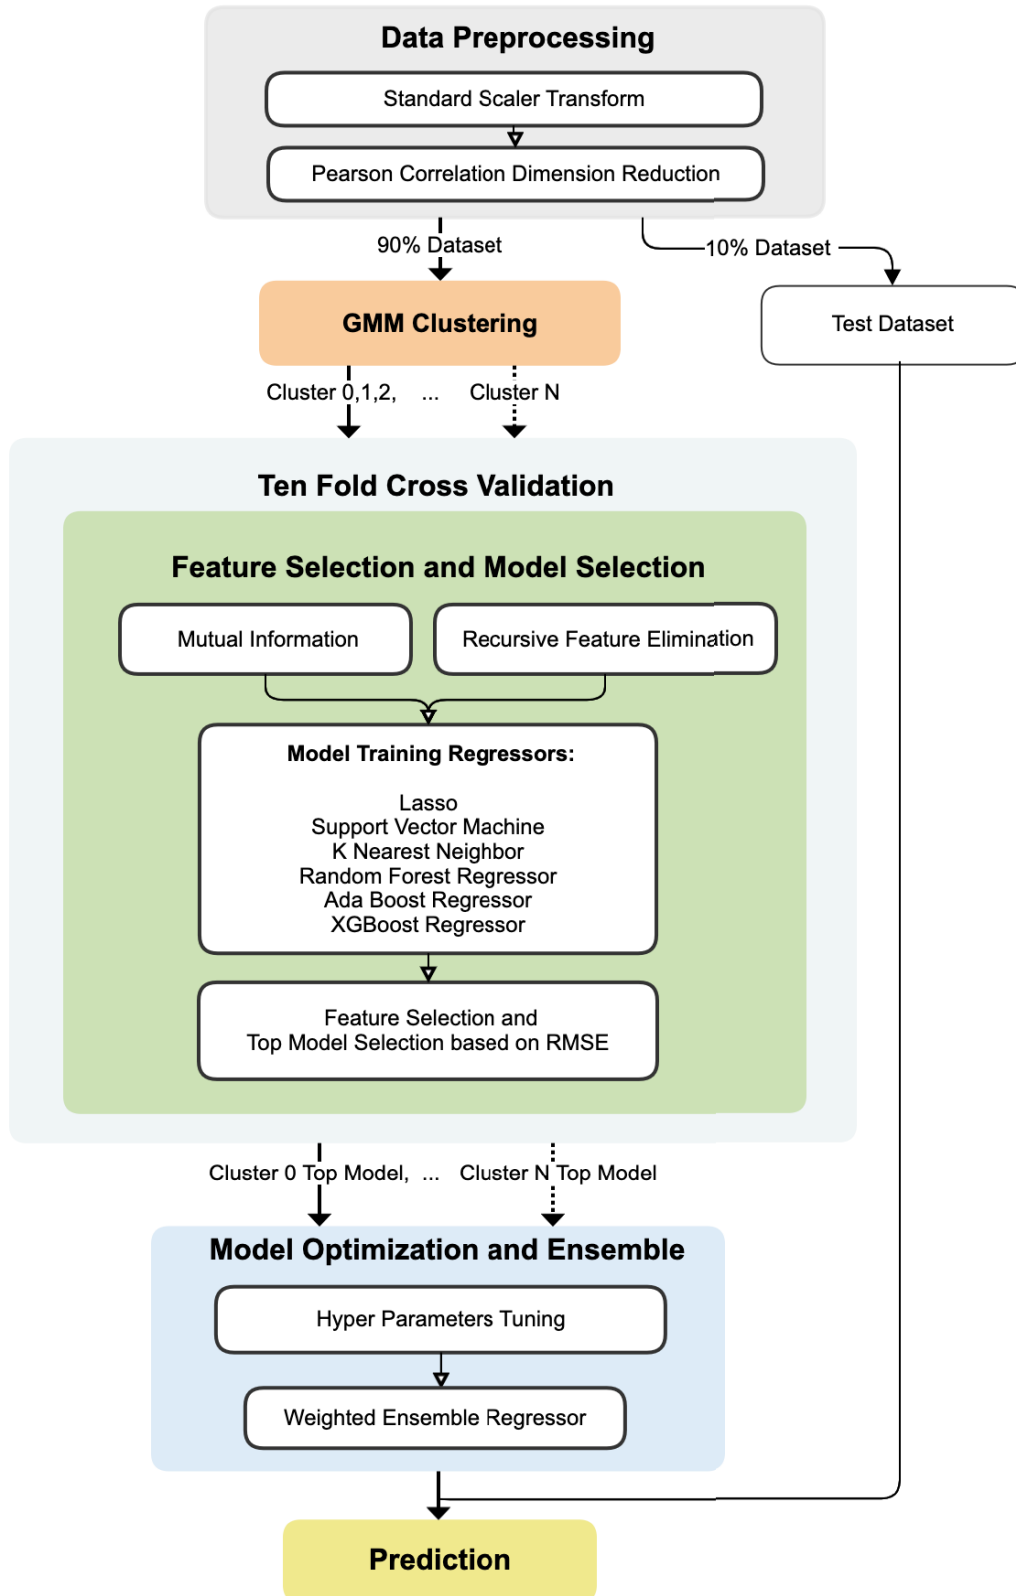 Data Preprocessing
Standard Scaler Transform
Pearson Correlation Dimension Reduction
90% Dataset
10% Dataset
GMM Clustering
Test Dataset
Cluster 0,1,2, ... Cluster N
Ten Fold Cross Validation
Feature Selection and Model Selection
Mutual Information
Recursive Feature Elimination
Model Training Regressors:
Lasso
Support Vector Machine
K Nearest Neighbor
Random Forest Regressor
Ada Boost Regressor
XGBoost Regressor
Feature Selection and
Top Model Selection based on RMSE
Cluster 0 Top Model, ... Cluster N Top Model
Model Optimization and Ensemble
Hyper Parameters Tuning
Weighted Ensemble Regressor
Prediction